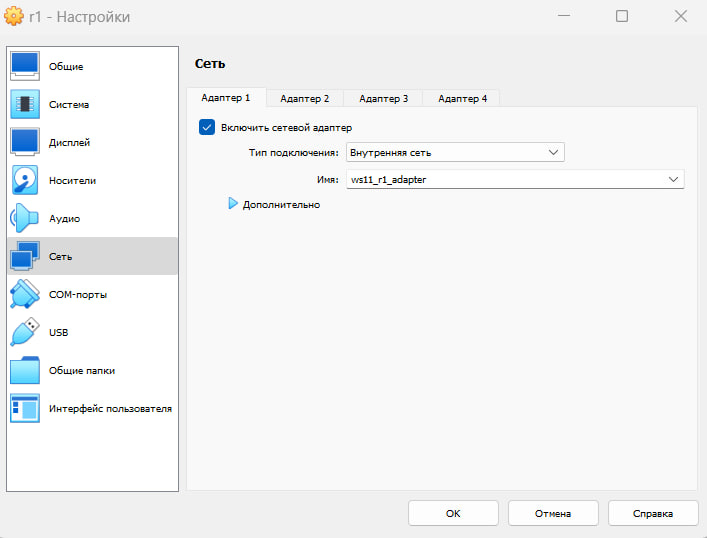 r1 - Настройки
Общие
Система
Дисплей
Носители
Аудио
Сеть
COM-порты
USB
Общие папки
Интерфейс пользователя
Сеть
Адаптер 1 Адаптер 2 Адаптер 3 Адаптер 4
Включить сетевой адаптер
Тип подключения: Внутренняя сеть
Имя: ws11_r1_adapter
Дополнительно
OK Отмена Справка